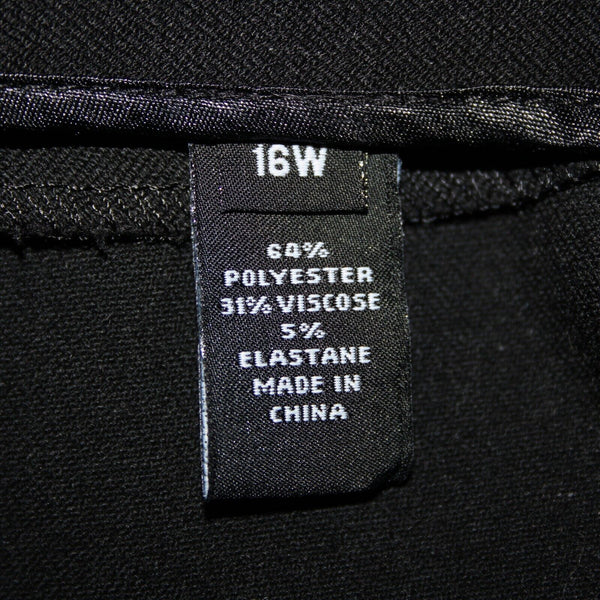 16W
64%
POLYESTER
31% VISCOSE
5%
ELASTANE
MADE IN
CHINA